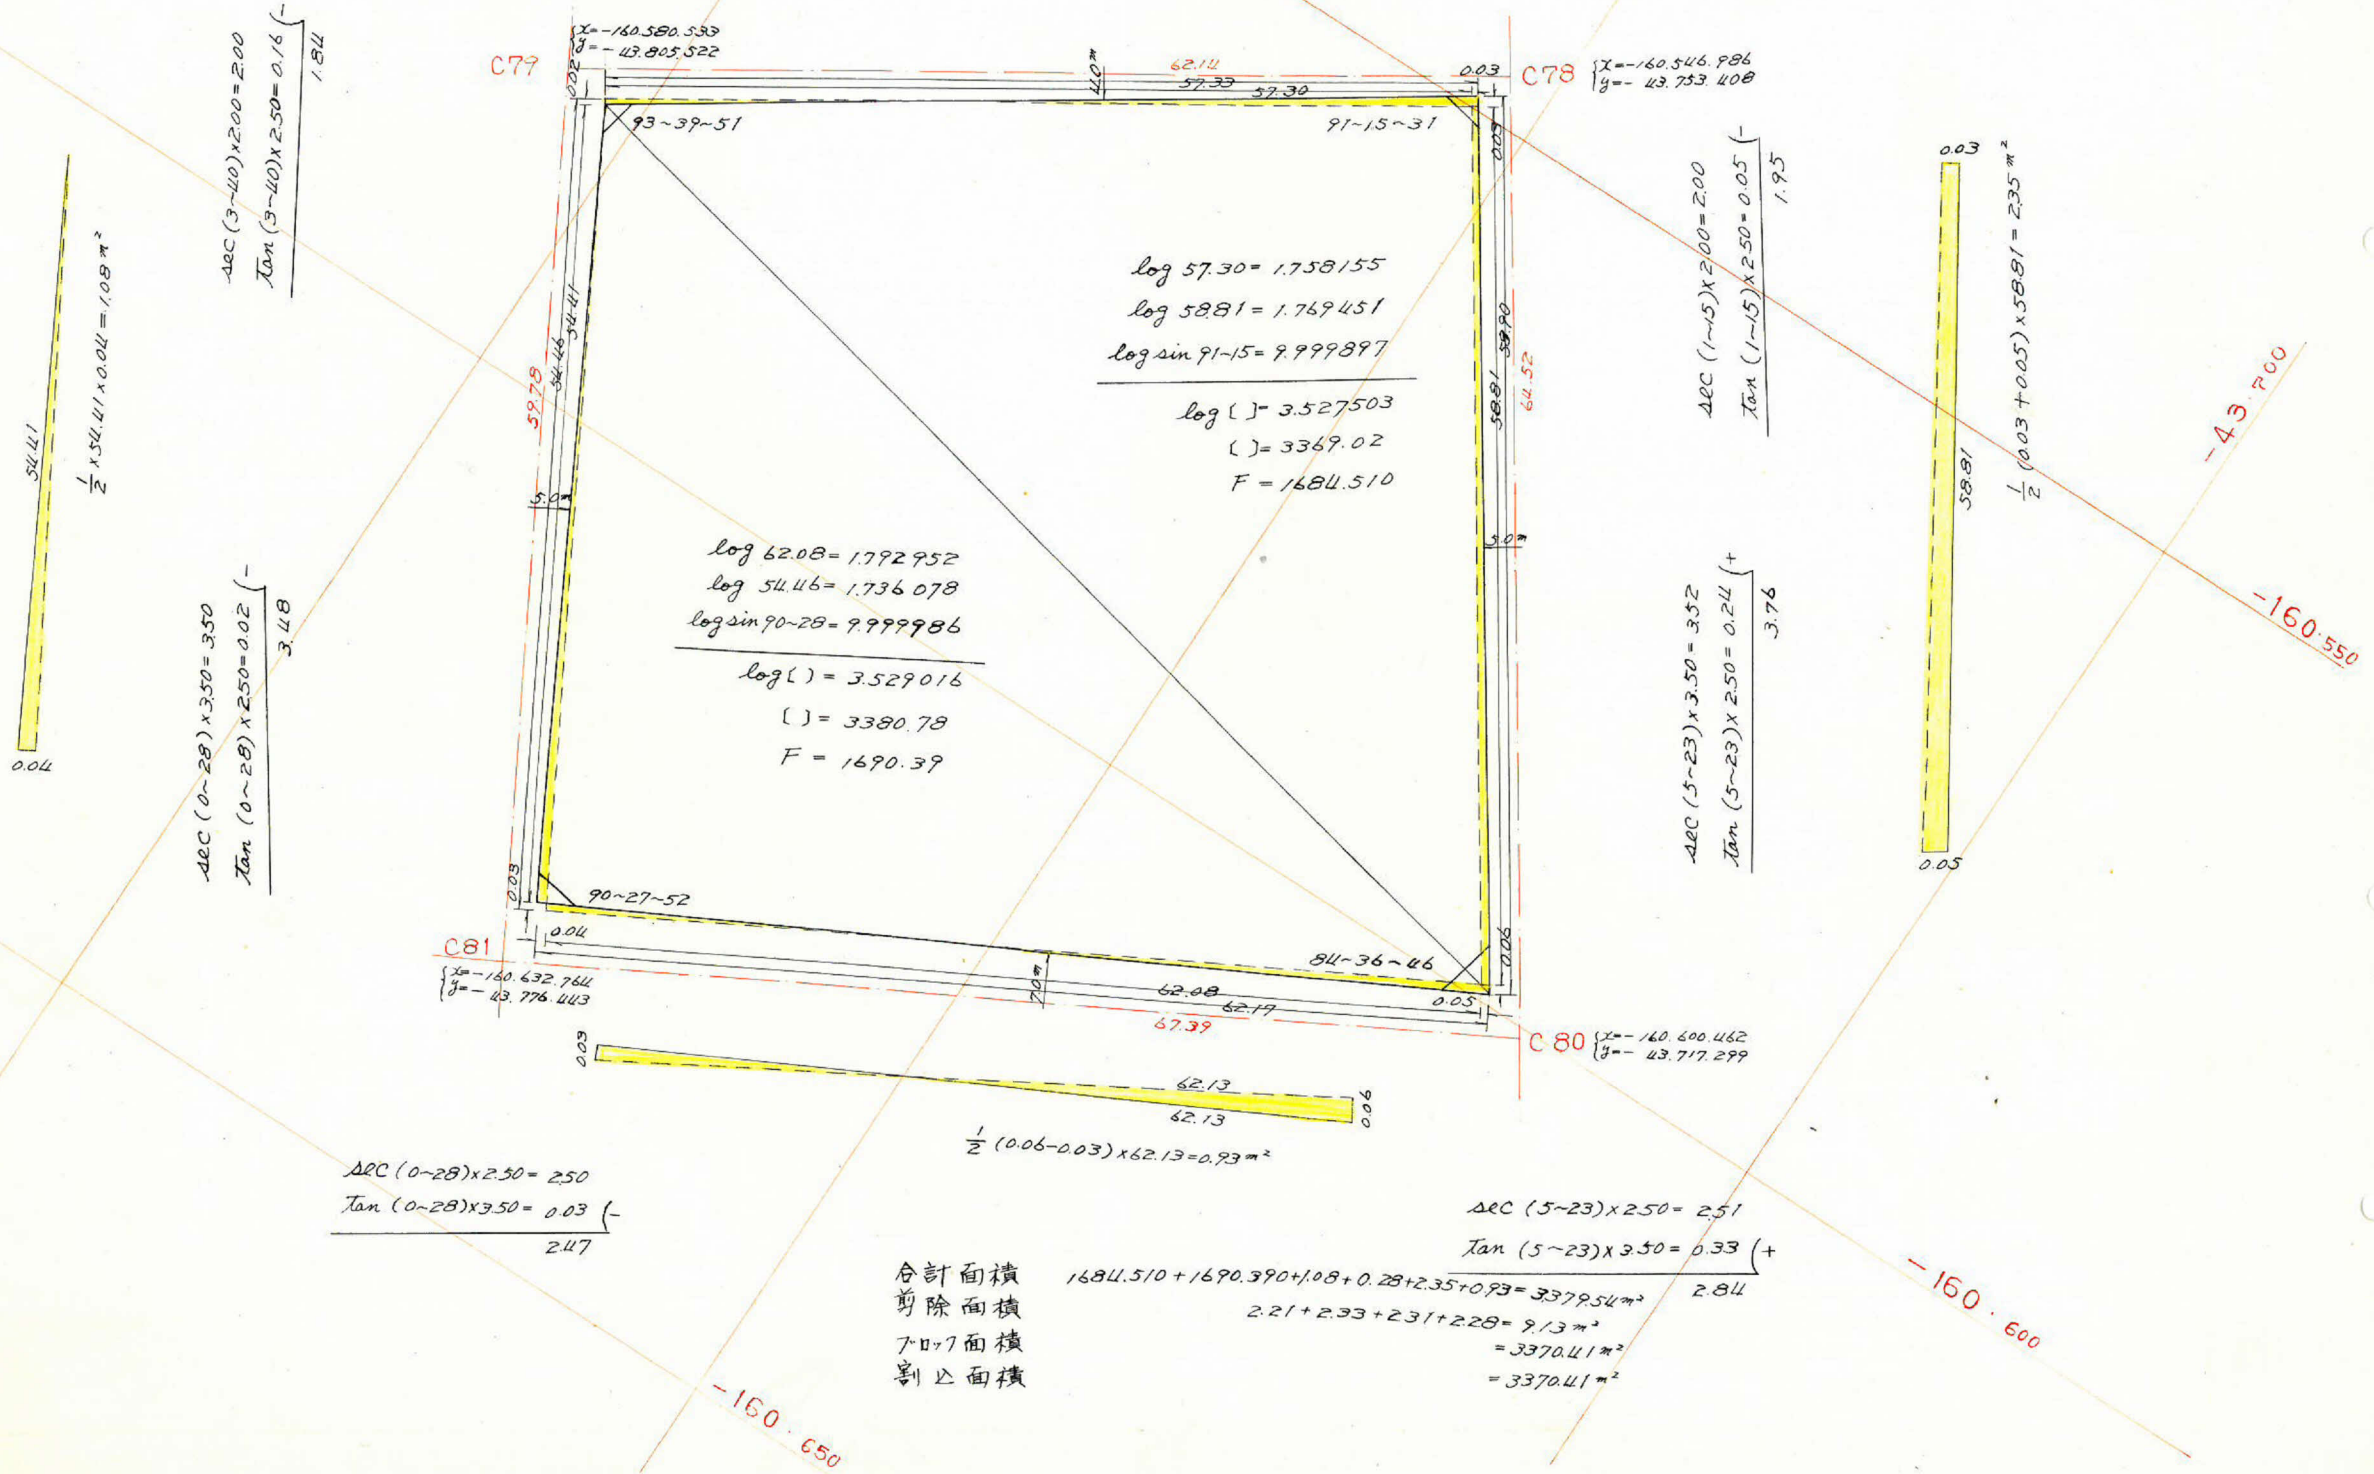 sec (3~40)×2.00=2.00
tan (3~40)×2.50=0.16 (-
1.84
C79
x=-160.580.533
y=- 43.805.522
62.14
57.33
57.30
4.0m
0.03
0.02
C78
x=-160.546.986
y=- 43.753.408
93~39~51
91~15~31
0.03
54.41
1/2 ×54.41×0.04=1.08m²
0.04
sec (0~28)×3.50=3.50
tan (0~28)×2.50=0.02 (-
3.48
59.78
54.46
54.41
5.0m
log 57.30= 1.758155
log 58.81= 1.769451
log sin 91~15= 9.999897
log [ ]= 3.527503
[ ]= 3369.02
F = 1684.510
log 62.08= 1.792952
log 54.46= 1.736078
log sin 90~28= 9.999986
log[ ) = 3.529016
[ )= 3380.78
F = 1690.39
58.90
58.81
64.52
5.0m
sec (1~15)×2.00=2.00
tan (1~15)×2.50=0.05 (-
1.95
sec (5~23)×3.50=3.52
tan (5~23)×2.50=0.24 (+
3.76
0.03
58.81
1/2 (0.03+0.05)×58.81=2.35m²
0.05
-43.700
-160.550
0.03
90~27~52
0.04
84~36~46
0.06
0.05
C81
x=-160.632.764
y=- 43.776.443
7.0m
62.08
62.19
67.39
C80
x=-160.600.462
y=- 43.717.299
0.03
62.13
62.13
0.06
1/2 (0.06-0.03)×62.13=0.93m²
sec (0~28)×2.50= 2.50
tan (0~28)×3.50= 0.03 (-
2.47
sec (5~23)×2.50= 2.51
tan (5~23)×3.50= 0.33 (+
2.84
合計面積 1684.510+1690.390+1.08+0.28+2.35+0.93=3379.54m²
剪除面積 2.21+2.33+2.31+2.28=9.13m²
ブロック面積 =3370.41m²
割込面積 =3370.41m²
-160.600
-160.650